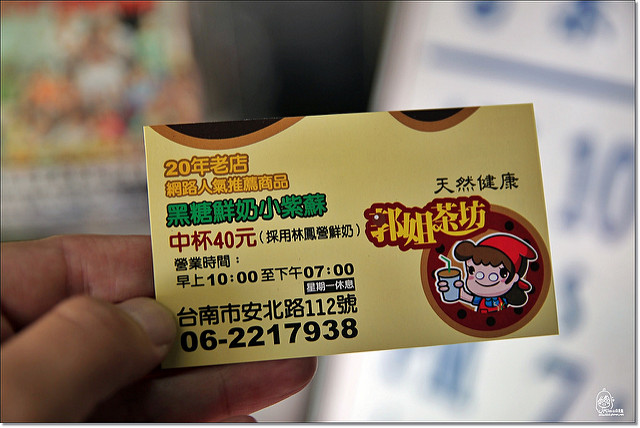 20年老店
網路人氣推薦商品
黑糖鮮奶小紫蘇
中杯40元(採用林鳳營鮮奶)
營業時間:
早上10:00至下午07:00
星期一休息
台南市安北路112號
06-2217938
天然健康
郭姐茶坊